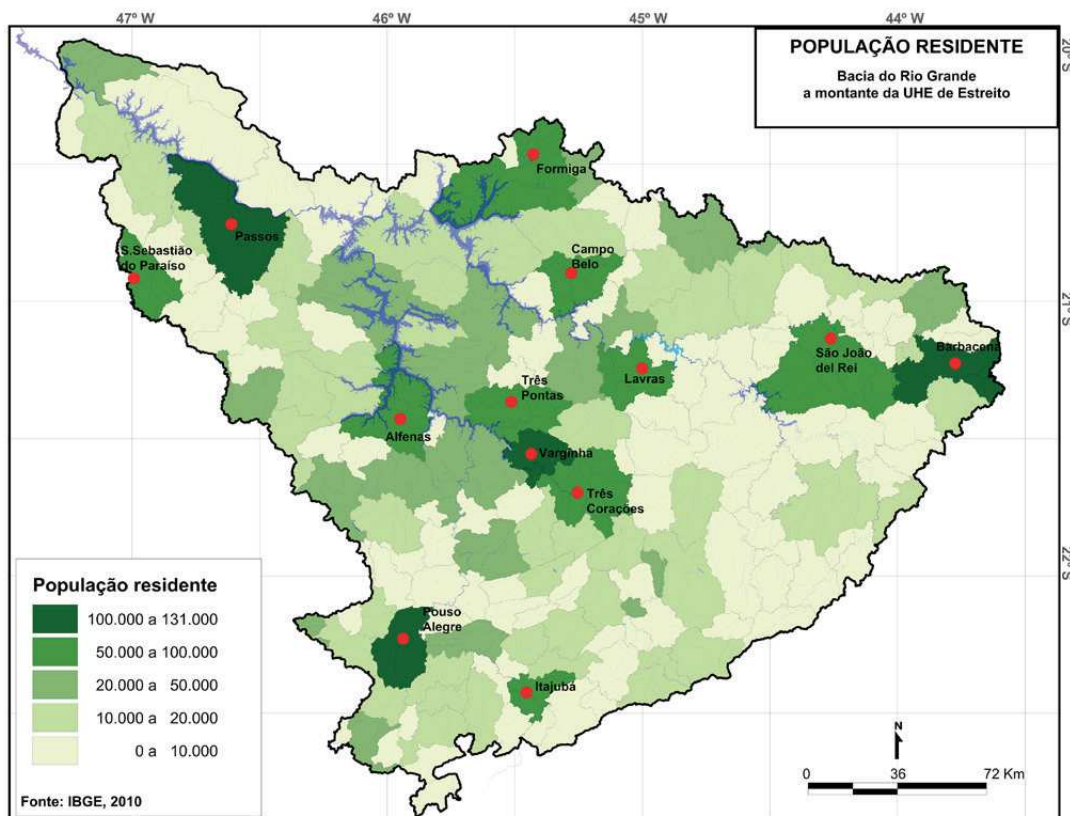 47º W
46º W
45º W
44º W
POPULAÇÃO RESIDENTE
Bacia do Rio Grande
a montante da UHE de Estreito
20º S
21º S
22º S
Formiga
Passos
S.Sebastião
do Paraíso
Campo
Belo
São João
del Rei
Barbacena
Lavras
Três
Pontas
Alfenas
Varginha
Três
Corações
Pouso
Alegre
Itajubá
População residente
100.000 a 131.000
50.000 a 100.000
20.000 a 50.000
10.000 a 20.000
0 a 10.000
Fonte: IBGE, 2010
N
0 36 72 Km